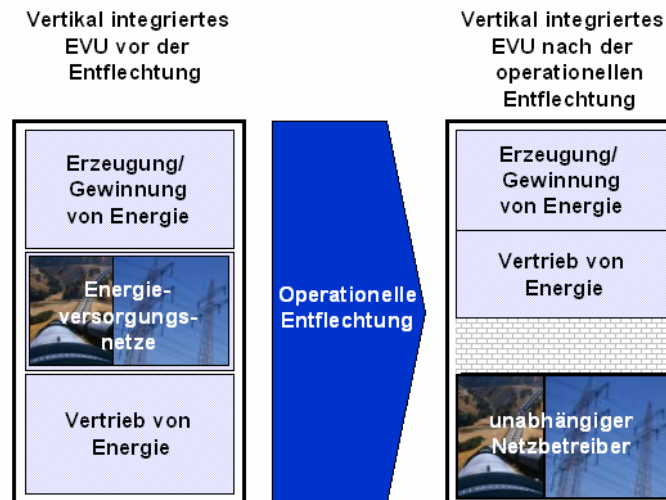 Vertikal integriertes
EVU vor der
Entflechtung
Erzeugung/
Gewinnung
von Energie
Energie-
versorgungs-
netze
Vertrieb von
Energie
Operationelle
Entflechtung
Vertikal integriertes
EVU nach der
operationellen
Entflechtung
Erzeugung/
Gewinnung
von Energie
Vertrieb von
Energie
unabhängiger
Netzbetreiber